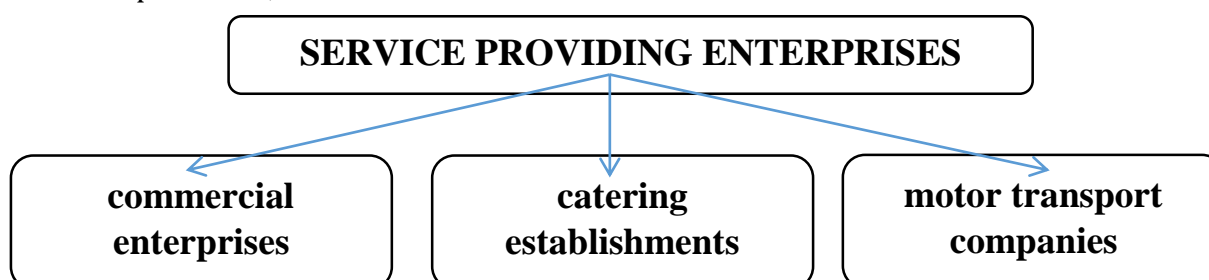 SERVICE PROVIDING ENTERPRISES
commercial
enterprises
catering
establishments
motor transport
companies